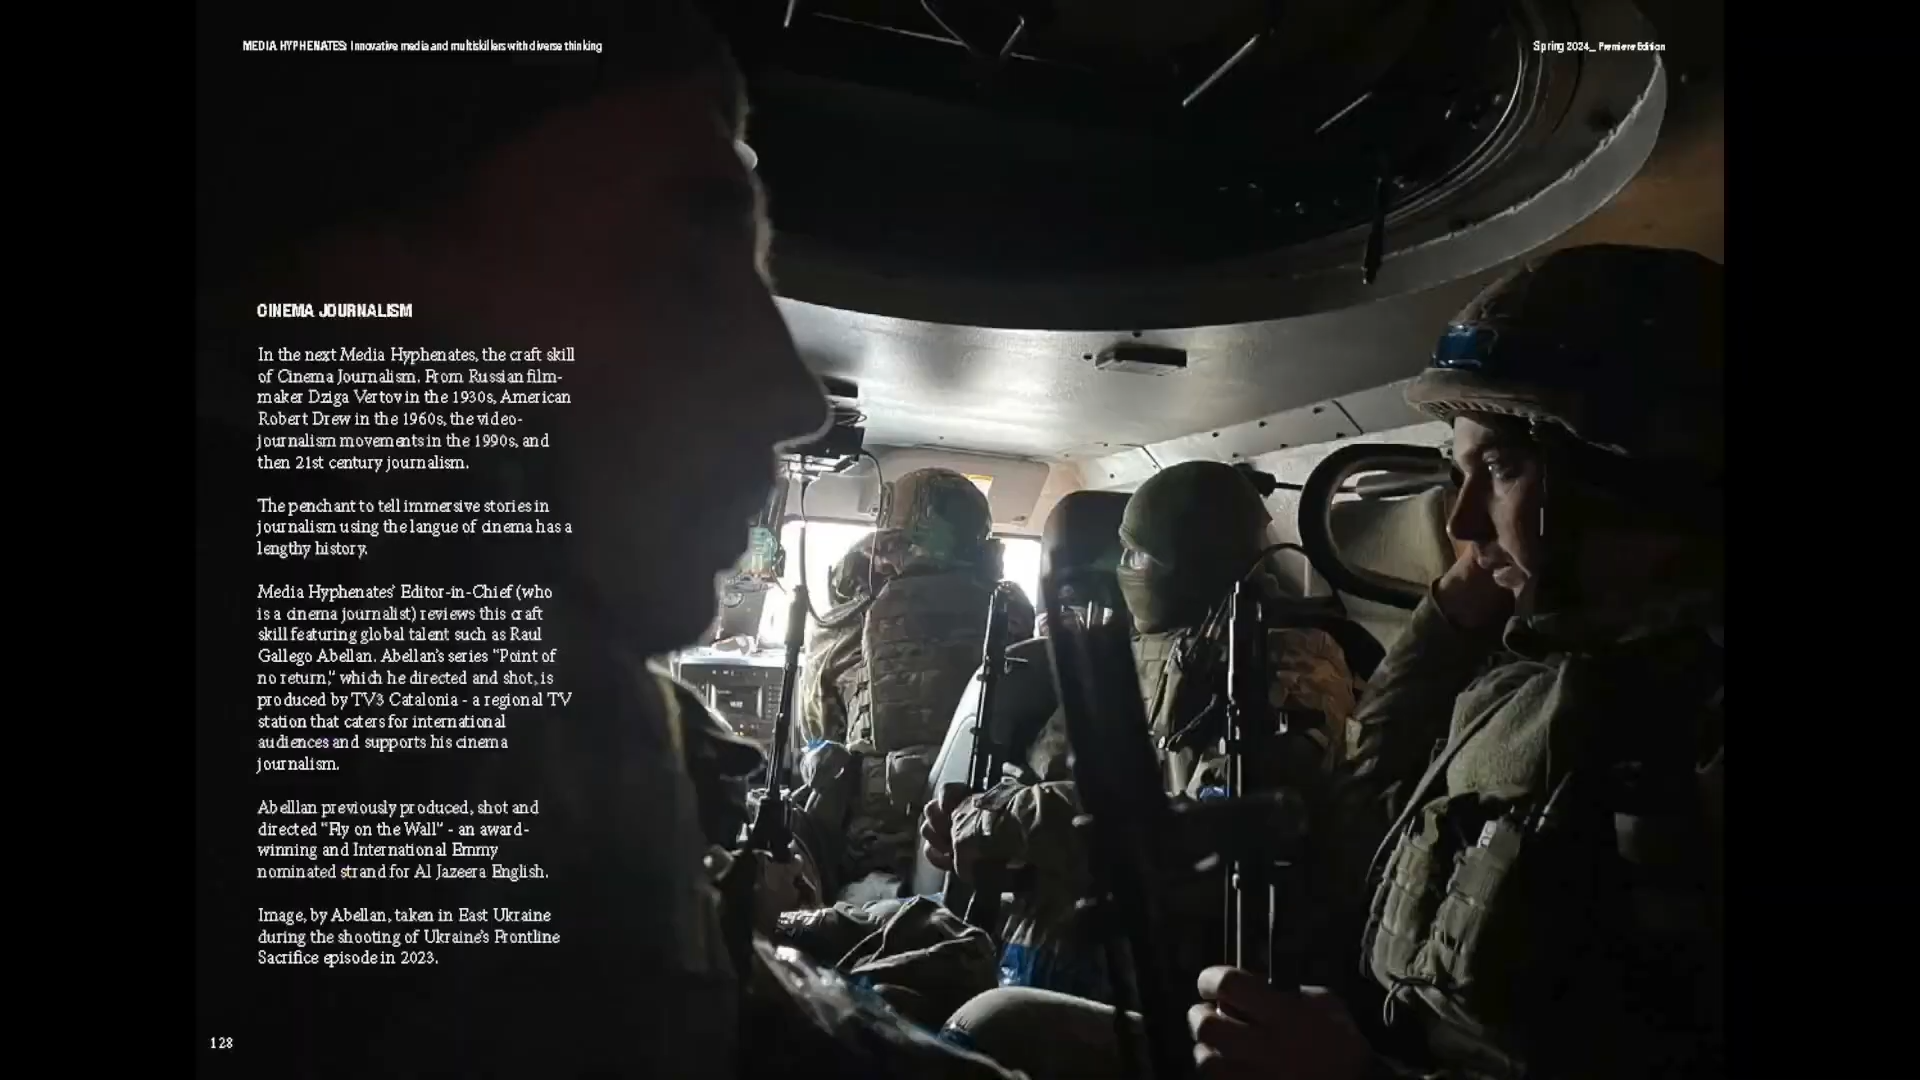 MEDIA HYPHENATES: Innovative media and multiskillers with diverse thinking
Spring 2024_ Premiere Edition
CINEMA JOURNALISM
In the next Media Hyphenates, the craft skill
of Cinema Journalism. From Russian film-
maker Dziga Vertov in the 1930s, American
Robert Drew in the 1960s, the video-
journalism movements in the 1990s, and
then 21st century journalism.
The penchant to tell immersive stories in
journalism using the langue of cinema has a
lengthy history.
Media Hyphenates' Editor-in-Chief (who
is a cinema journalist) reviews this craft
skill featuring global talent such as Raul
Gallego Abellan. Abellan's series "Point of
no return," which he directed and shot, is
produced by TV3 Catalonia - a regional TV
station that caters for international
audiences and supports his cinema
journalism.
Abelllan previously produced, shot and
directed "Fly on the Wall" - an award-
winning and International Emmy
nominated strand for Al Jazeera English.
Image, by Abellan, taken in East Ukraine
during the shooting of Ukraine's Frontline
Sacrifice episode in 2023.
128